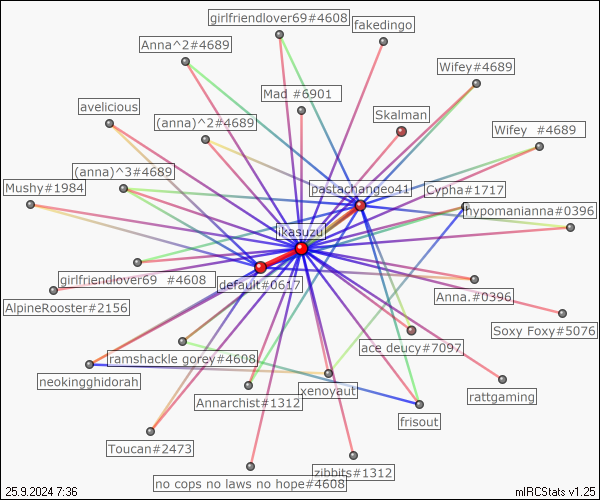 girlfriendlover69#4608
fakedingo
Anna^2#4689
Wifey#4689
Mad #6901
avelicious
Skalman
(anna)^2#4689
Wifey #4689
(anna)^3#4689
Mushy#1984
pastachangeo41
Cypha#1717
hypomanianna#0396
ikasuzu
girlfriendlover69 #4608
default#0617
Anna.#0396
AlpineRooster#2156
Soxy Foxy#5076
ace deucy#7097
ramshackle gorey#4608
neokingghidorah
xenoyaut
rattgaming
Annarchist#1312
frisout
Toucan#2473
zibbits#1312
no cops no laws no hope#4608
25.9.2024 7:36
mIRCStats v1.25